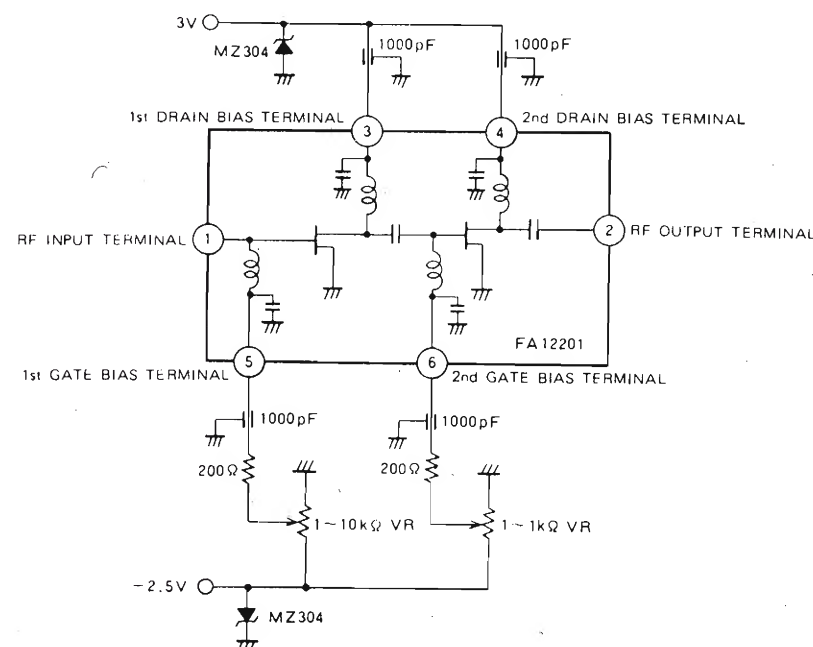 3V
MZ304
1000pF
1000pF
1st DRAIN BIAS TERMINAL
2nd DRAIN BIAS TERMINAL
3
4
RF INPUT TERMINAL
1
2
RF OUTPUT TERMINAL
FA12201
5
6
1st GATE BIAS TERMINAL
2nd GATE BIAS TERMINAL
1000pF
1000pF
200Ω
200Ω
1~10kΩ VR
1~1kΩ VR
-2.5V
MZ304